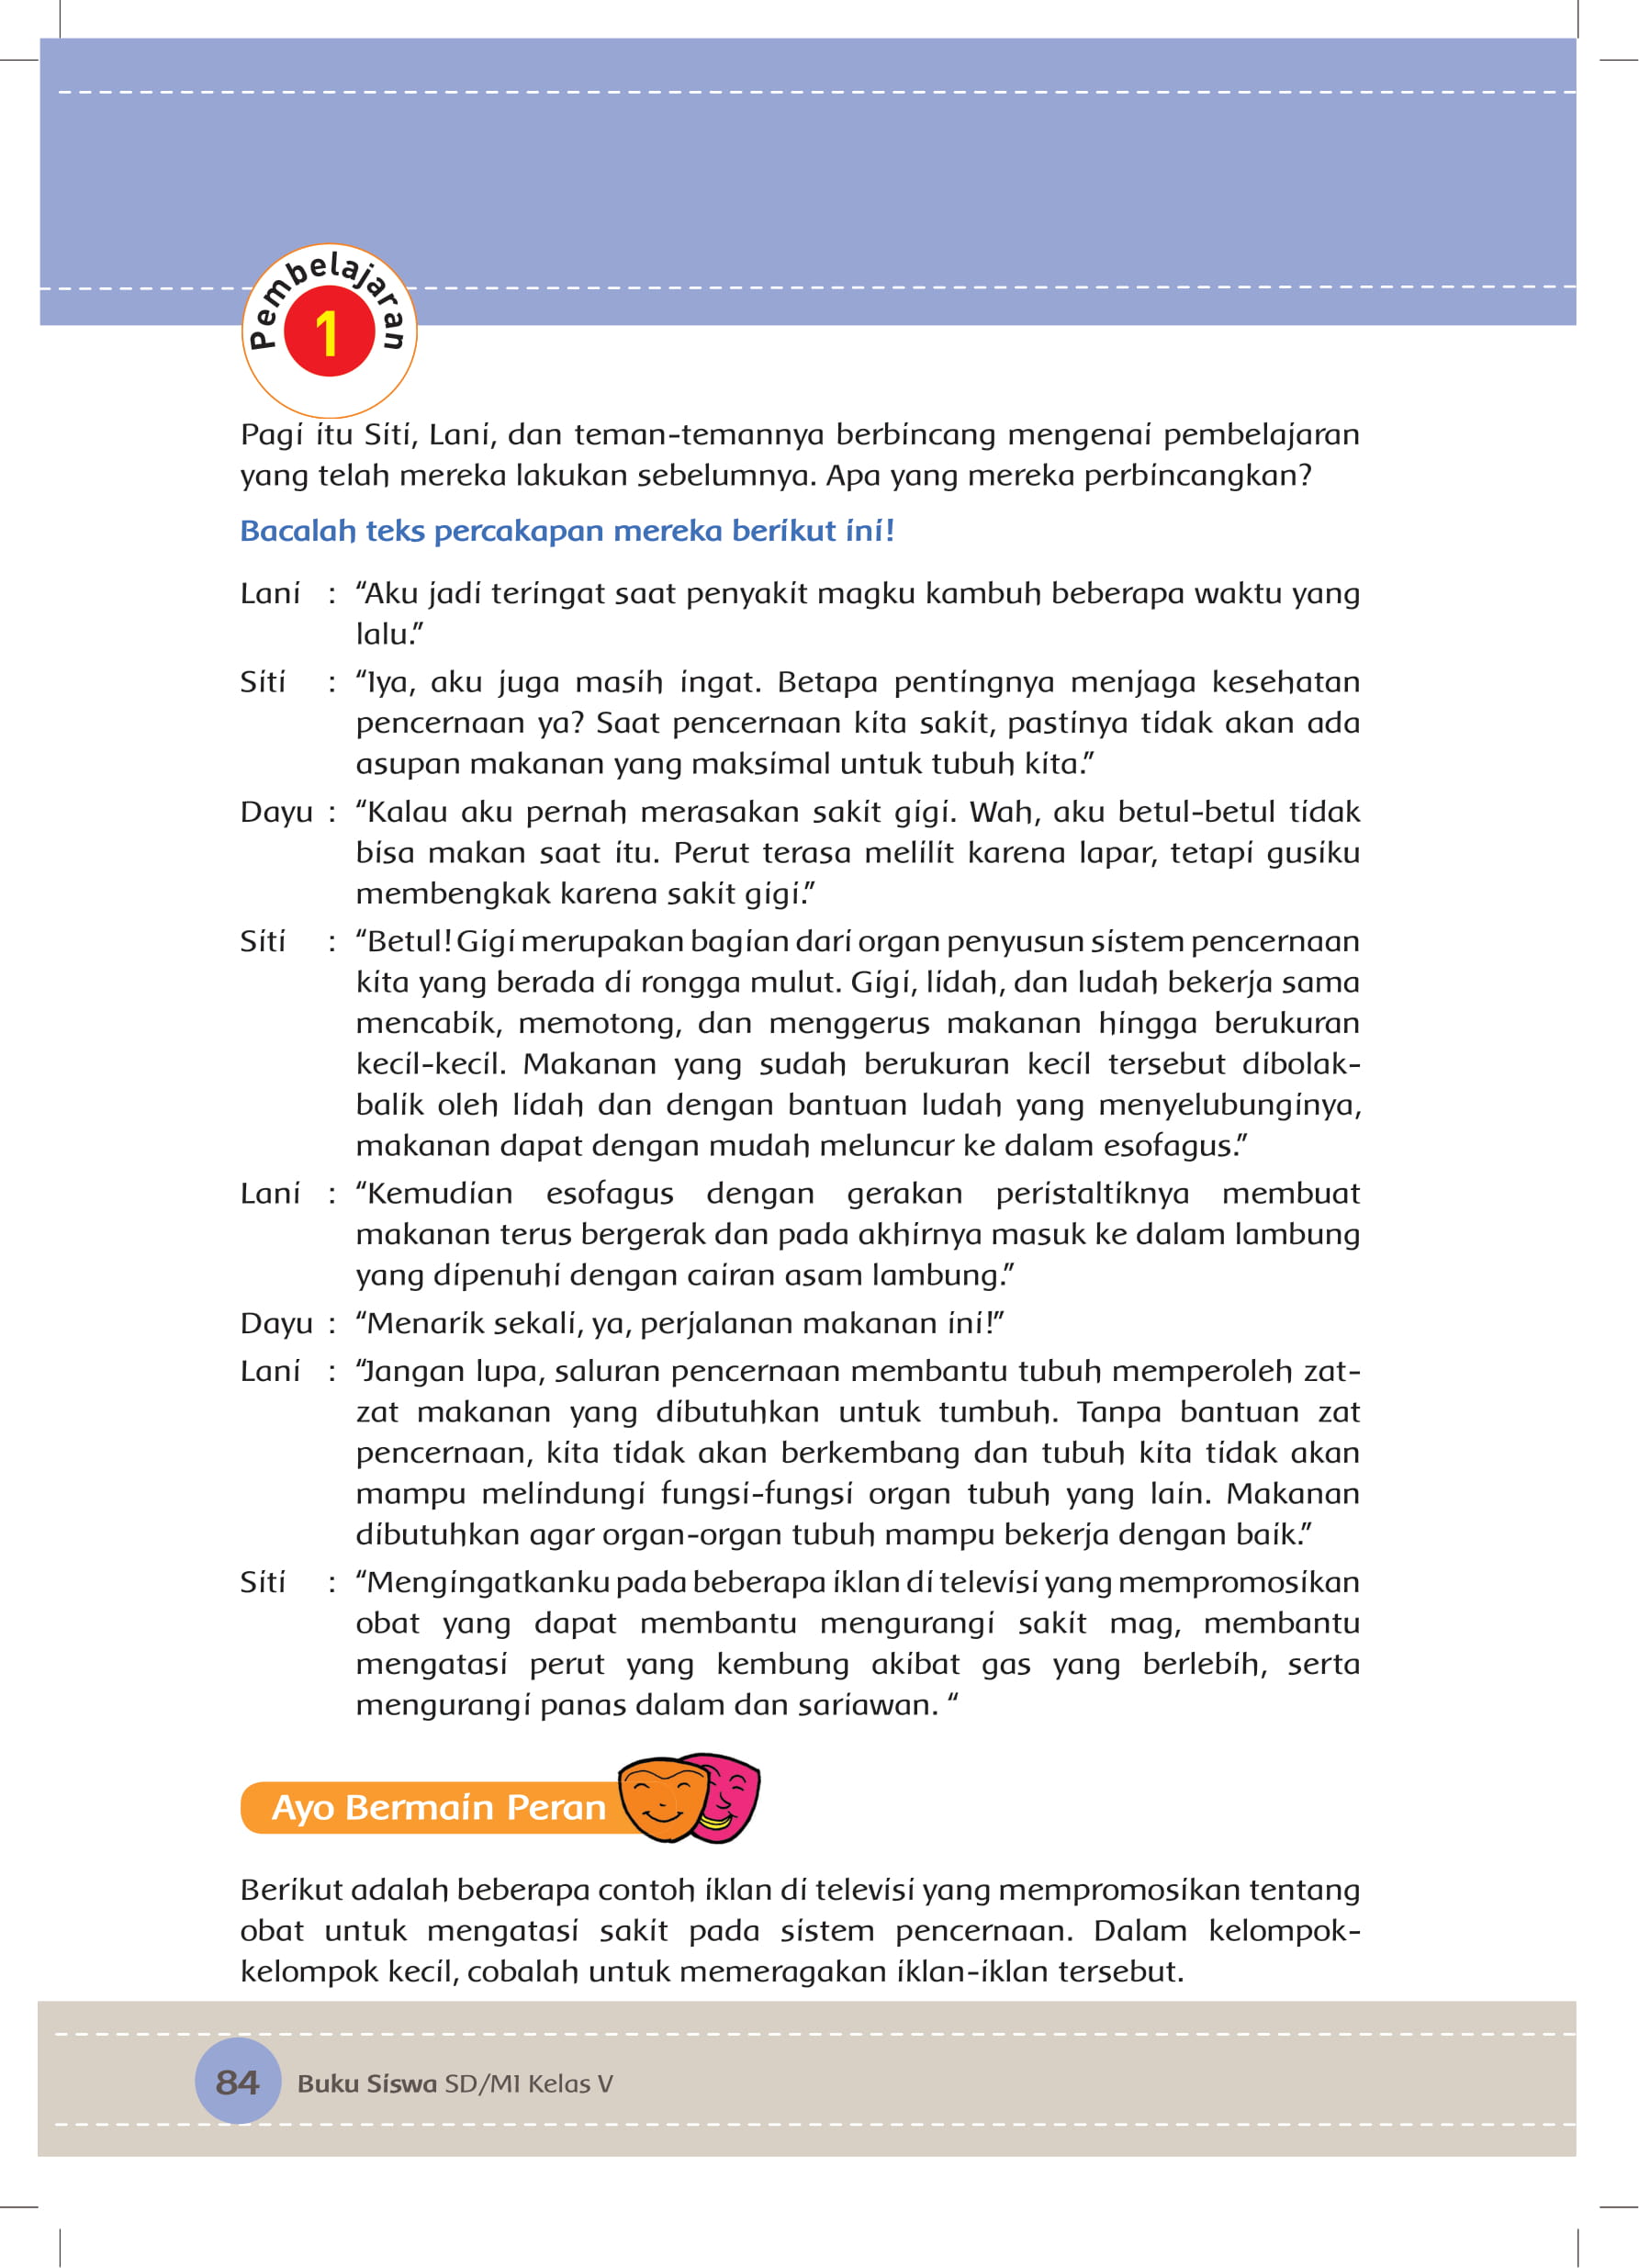 Pembelajaran
1
Pagi itu Siti, Lani, dan teman-temannya berbincang mengenai pembelajaran
yang telah mereka lakukan sebelumnya. Apa yang mereka perbincangkan?
Bacalah teks percakapan mereka berikut ini!
Lani : “Aku jadi teringat saat penyakit magku kambuh beberapa waktu yang
lalu.”
Siti : “Iya, aku juga masih ingat. Betapa pentingnya menjaga kesehatan
pencernaan ya? Saat pencernaan kita sakit, pastinya tidak akan ada
asupan makanan yang maksimal untuk tubuh kita.”
Dayu : “Kalau aku pernah merasakan sakit gigi. Wah, aku betul-betul tidak
bisa makan saat itu. Perut terasa melilit karena lapar, tetapi gusiku
membengkak karena sakit gigi.”
Siti : “Betul! Gigi merupakan bagian dari organ penyusun sistem pencernaan
kita yang berada di rongga mulut. Gigi, lidah, dan ludah bekerja sama
mencabik, memotong, dan menggerus makanan hingga berukuran
kecil-kecil. Makanan yang sudah berukuran kecil tersebut dibolak-
balik oleh lidah dan dengan bantuan ludah yang menyelubunginya,
makanan dapat dengan mudah meluncur ke dalam esofagus.”
Lani : “Kemudian esofagus dengan gerakan peristaltiknya membuat
makanan terus bergerak dan pada akhirnya masuk ke dalam lambung
yang dipenuhi dengan cairan asam lambung.”
Dayu : “Menarik sekali, ya, perjalanan makanan ini!”
Lani : “Jangan lupa, saluran pencernaan membantu tubuh memperoleh zat-
zat makanan yang dibutuhkan untuk tumbuh. Tanpa bantuan zat
pencernaan, kita tidak akan berkembang dan tubuh kita tidak akan
mampu melindungi fungsi-fungsi organ tubuh yang lain. Makanan
dibutuhkan agar organ-organ tubuh mampu bekerja dengan baik.”
Siti : “Mengingatkanku pada beberapa iklan di televisi yang mempromosikan
obat yang dapat membantu mengurangi sakit mag, membantu
mengatasi perut yang kembung akibat gas yang berlebih, serta
mengurangi panas dalam dan sariawan. “
Ayo Bermain Peran
Berikut adalah beberapa contoh iklan di televisi yang mempromosikan tentang
obat untuk mengatasi sakit pada sistem pencernaan. Dalam kelompok-
kelompok kecil, cobalah untuk memeragakan iklan-iklan tersebut.
84 Buku Siswa SD/MI Kelas V